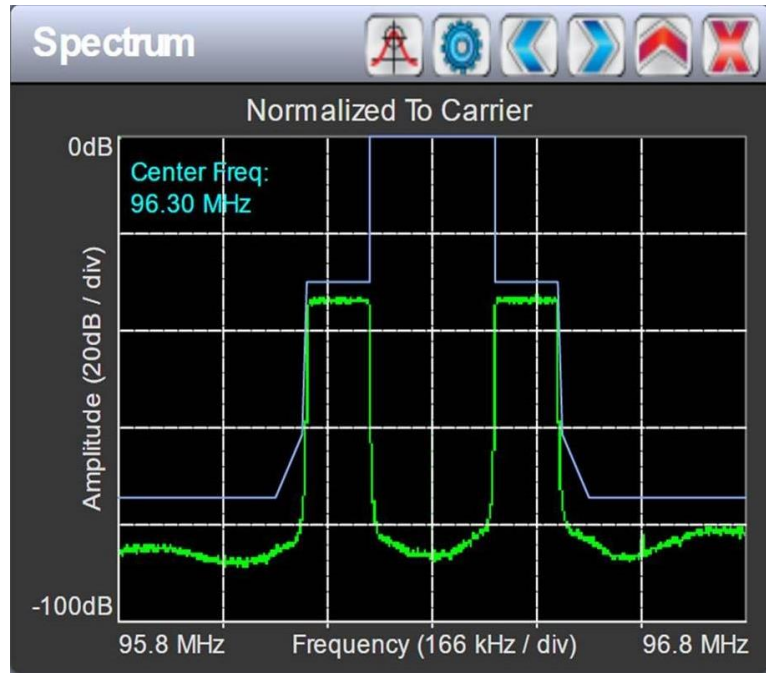 Spectrum
Normalized To Carrier
0dB
Center Freq:
96.30 MHz
Amplitude (20dB / div)
-100dB
95.8 MHz
Frequency (166 kHz / div)
96.8 MHz